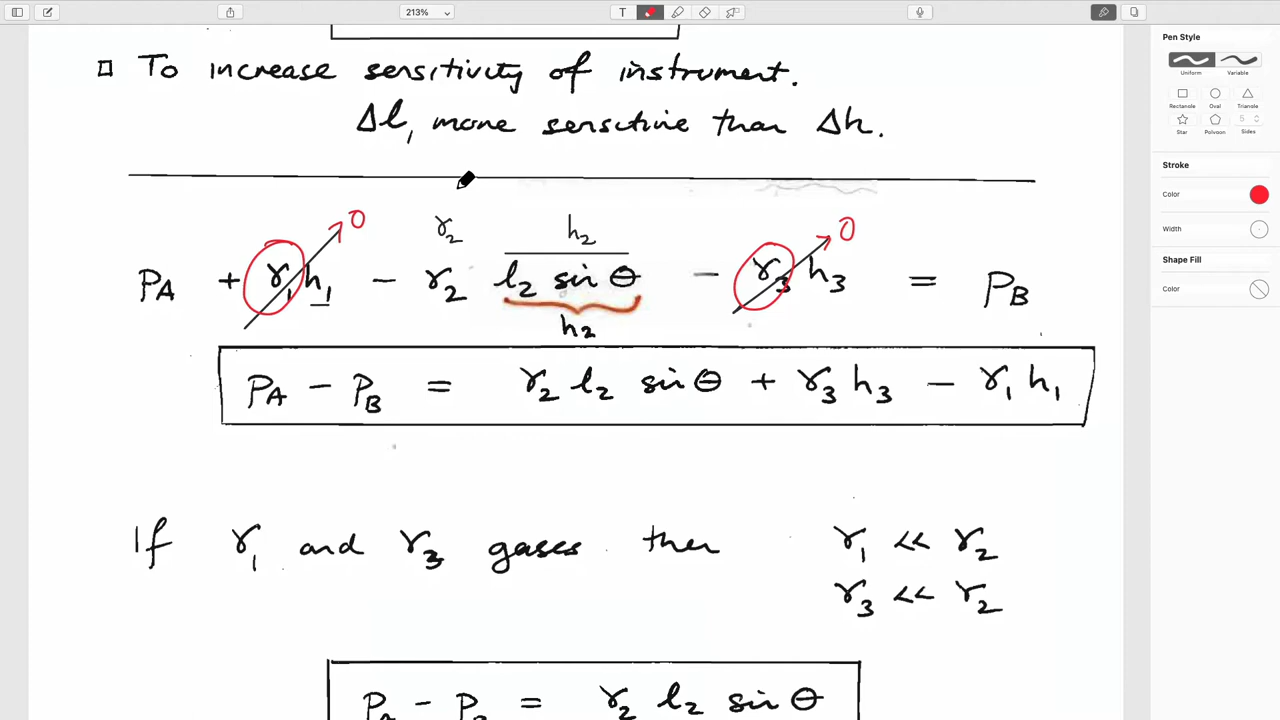 213%
T
Pen Style
Uniform Variable
Rectangle Oval Triangle
Star Polygon 5 Sides
Stroke
Color
Width
Shape Fill
Color
□ To increase sensitivity of instrument.
Δl, more sensitive than Δh.
0 γ2 h2 0
PA + γ1 h1 − γ2 l2 sin θ − γ3 h3 = PB
h2
PA − PB = γ2 l2 sin θ + γ3 h3 − γ1 h1
If γ1 and γ3 gases then γ1 << γ2
γ3 << γ2
PA − PB = γ2 l2 sin θ